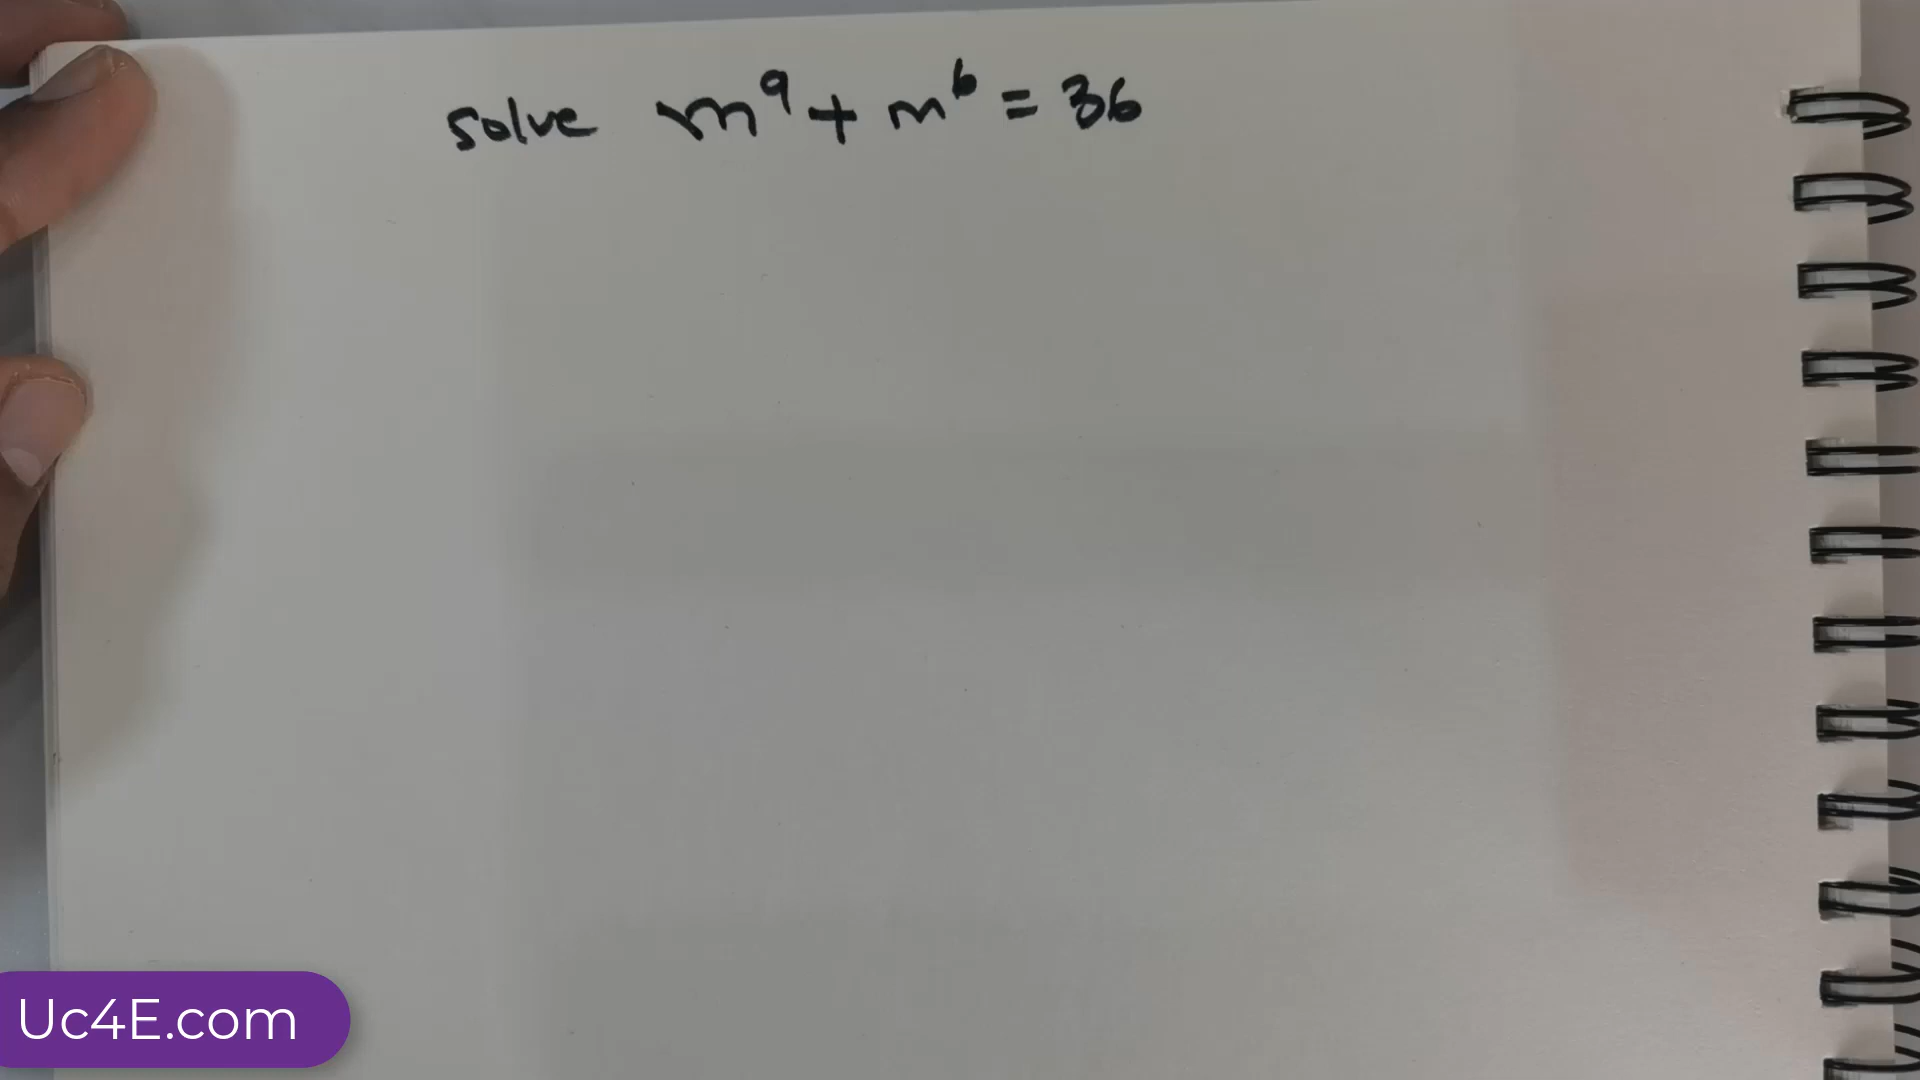 solve m⁹ + m⁶ = 36
Uc4E.com